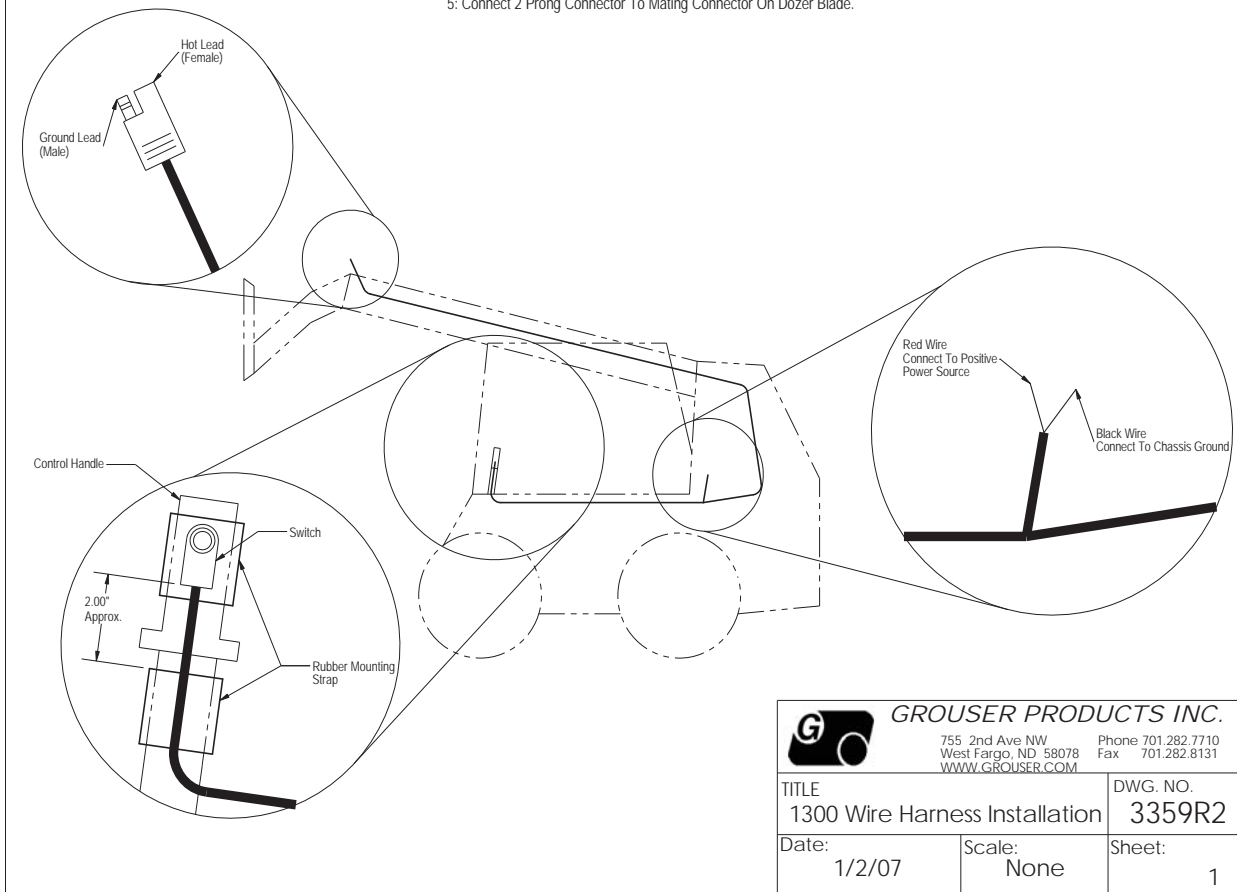 5: Connect 2 Prong Connector To Mating Connector On Dozer Blade.
Hot Lead
(Female)
Ground Lead
(Male)
Red Wire
Connect To Positive
Power Source
Black Wire
Connect To Chassis Ground
Control Handle
Switch
2.00"
Approx.
Rubber Mounting
Strap
G
GROUSER PRODUCTS INC.
755 2nd Ave NW Phone 701.282.7710
West Fargo, ND 58078 Fax 701.282.8131
WWW.GROUSER.COM
TITLE DWG. NO.
1300 Wire Harness Installation 3359R2
Date: Scale: Sheet:
1/2/07 None 1